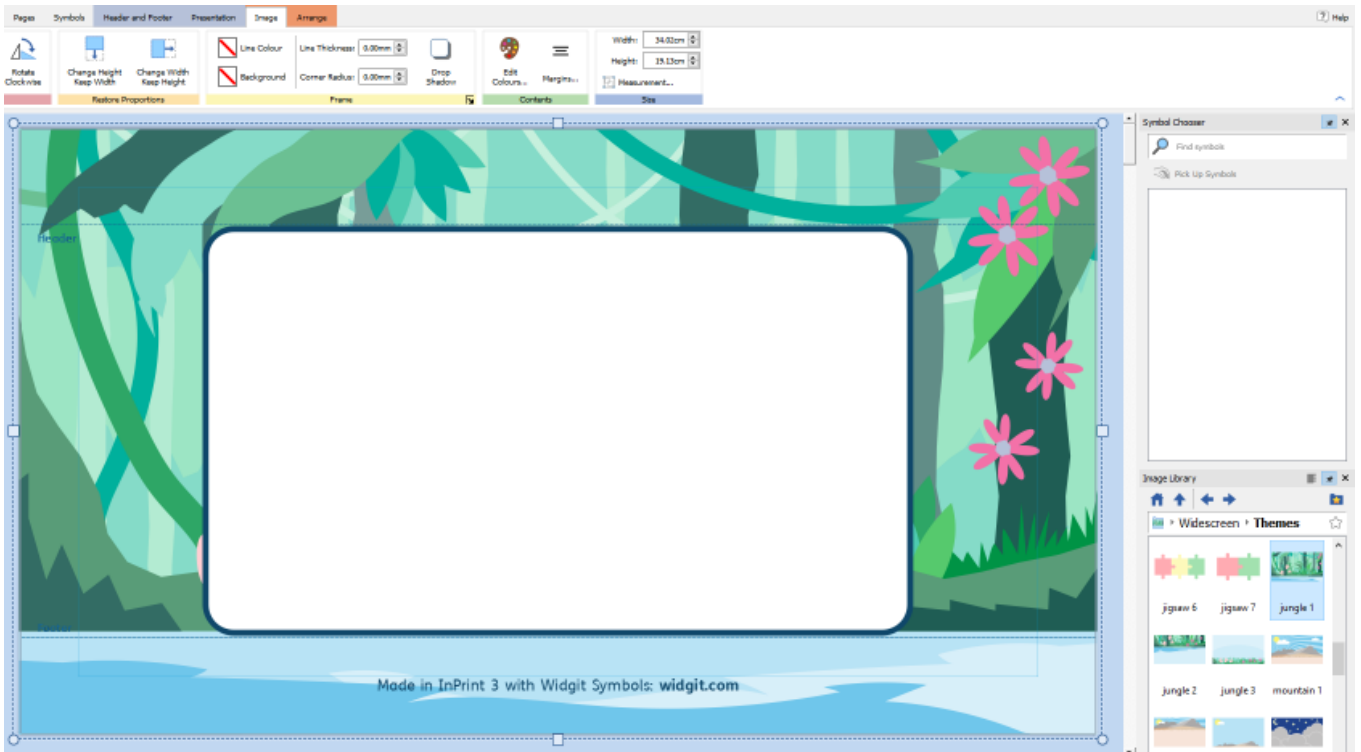 Pages Symbols Header and Footer Presentation Image Arrange Help
Rotate Clockwise
Change Height Keep Width
Change Width Keep Height
Restore Proportions
Line Colour
Background
Line Thickness: 0.00mm
Corner Radius: 0.00mm
Drop Shadow
Frame
Edit Colours...
Margins...
Contents
Width: 34.02cm
Height: 19.13cm
Measurement...
Size
Header
Footer
Made in InPrint 3 with Widgit Symbols: widgit.com
Symbol Chooser
Find symbols
Pick Up Symbols
Image Library
Widescreen Themes
jigsaw 6 jigsaw 7 jungle 1
jungle 2 jungle 3 mountain 1